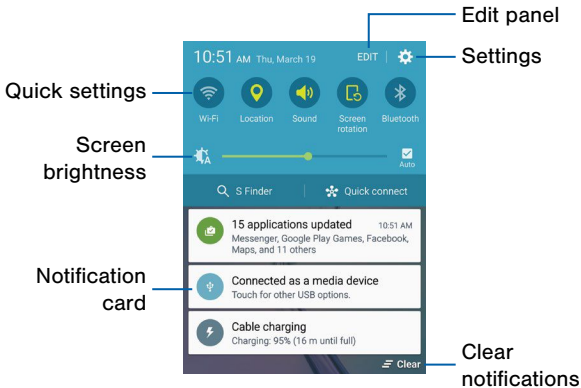 Edit panel
10:51 AM Thu, March 19 EDIT
Settings
Quick settings
Wi-Fi Location Sound Screen rotation Bluetooth
Screen brightness
A
Auto
S Finder Quick connect
15 applications updated 10:51 AM
Messenger, Google Play Games, Facebook,
Maps, and 11 others
Notification card
Connected as a media device
Touch for other USB options.
Cable charging
Charging: 95% (16 m until full)
Clear
Clear notifications